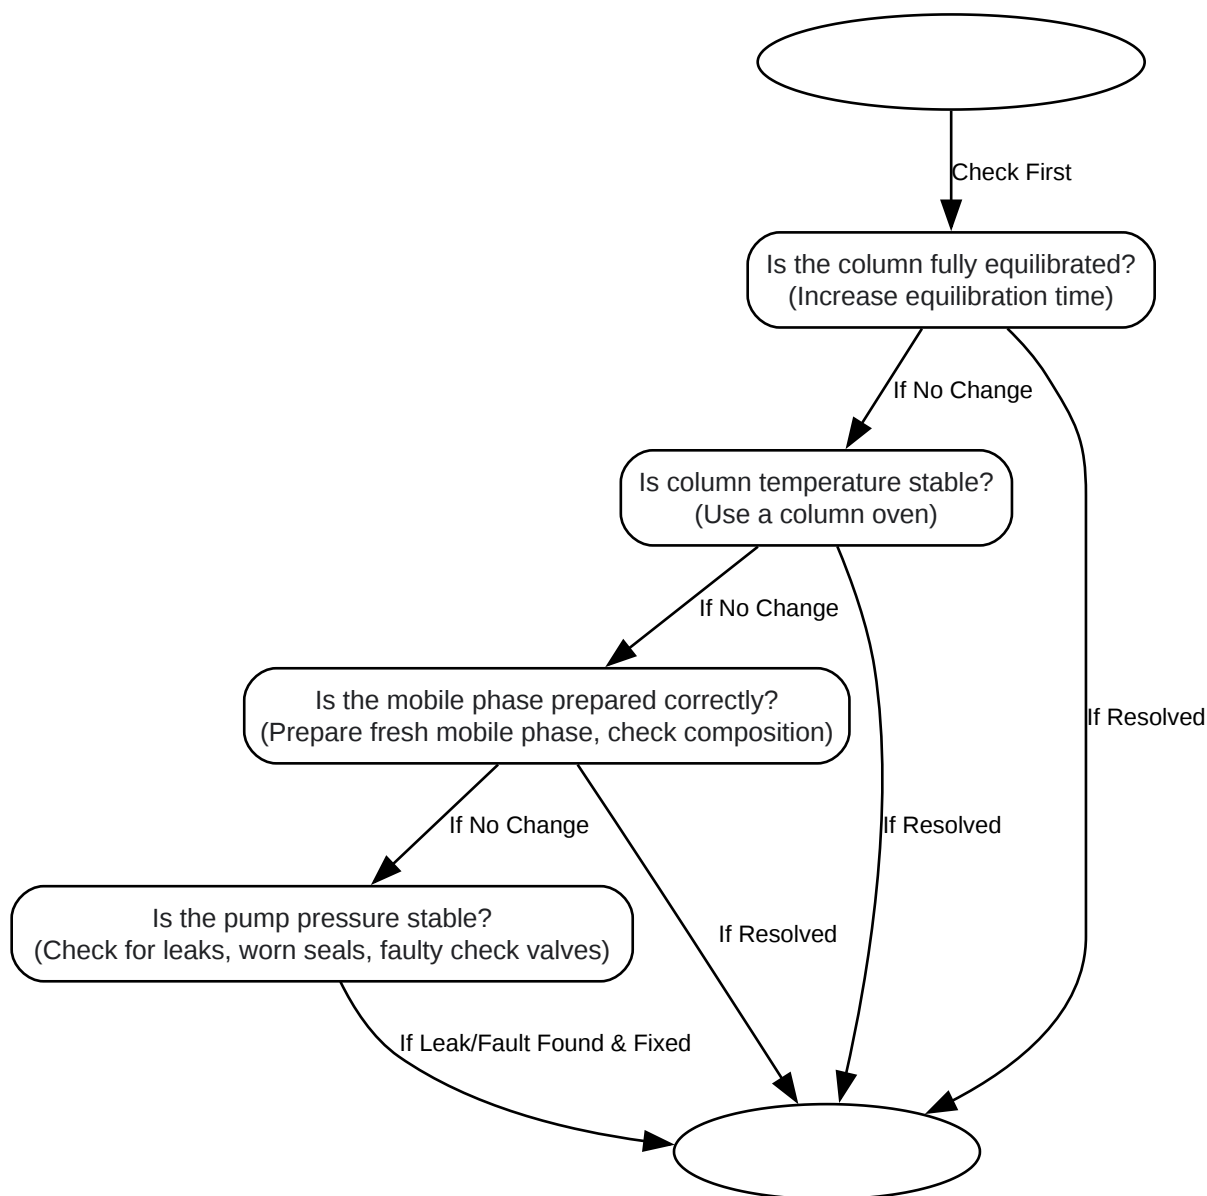 Check First
Is the column fully equilibrated?
(Increase equilibration time)
If No Change
Is column temperature stable?
(Use a column oven)
If No Change
Is the mobile phase prepared correctly?
(Prepare fresh mobile phase, check composition)
If Resolved
If No Change
If Resolved
Is the pump pressure stable?
(Check for leaks, worn seals, faulty check valves)
If Resolved
If Leak/Fault Found & Fixed